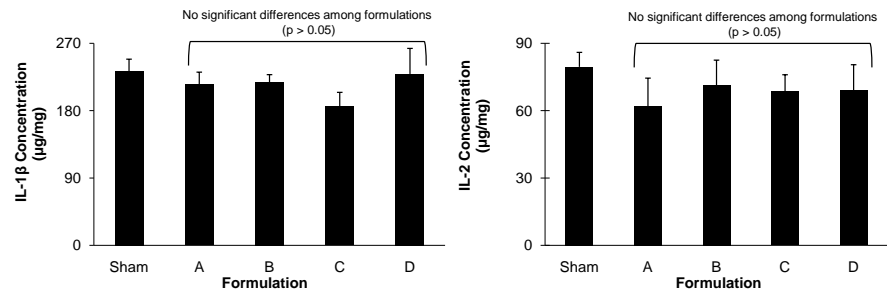 No significant differences among formulations
(p > 0.05)
270
180
90
0
IL-1β Concentration
(µg/mg)
Sham A B C D
Formulation
No significant differences among formulations
(p > 0.05)
90
60
30
0
IL-2 Concentration
(µg/mg)
Sham A B C D
Formulation